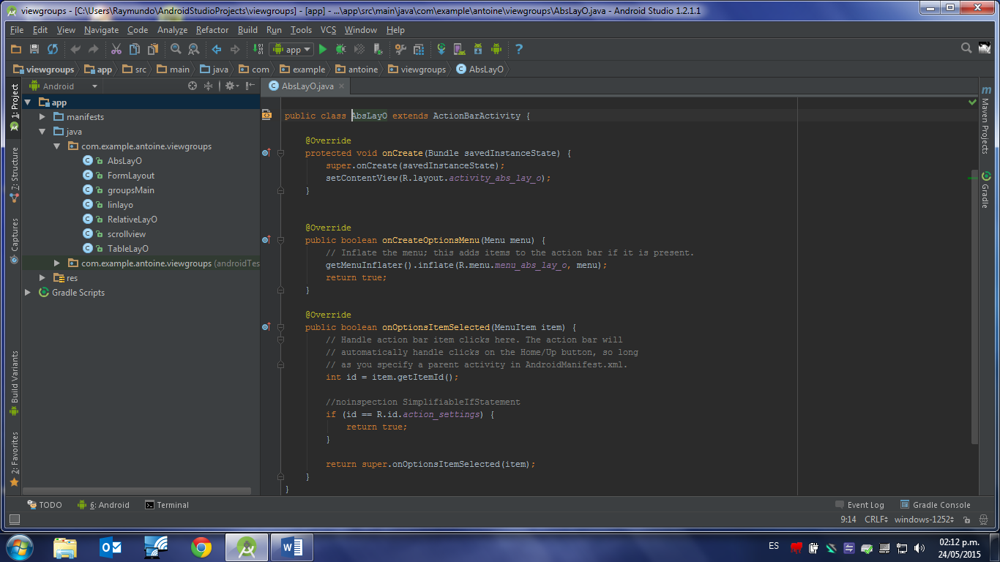 viewgroups - [C:\Users\Raymundo\AndroidStudioProjects\viewgroups] - [app] - ...\app\src\main\java\com\example\antoine\viewgroups\AbsLayO.java - Android Studio 1.2.1.1
File Edit View Navigate Code Analyze Refactor Build Run Tools VCS Window Help
app
viewgroups app src main java com example antoine viewgroups AbsLayO
Android
AbsLayO.java
1: Project
7: Structure
Captures
Build Variants
2: Favorites
app
manifests
java
com.example.antoine.viewgroups
AbsLayO
FormLayout
groupsMain
linlayo
RelativeLayO
scrollview
TableLayO
com.example.antoine.viewgroups (androidTes
res
Gradle Scripts
public class AbsLayO extends ActionBarActivity {
@Override
protected void onCreate(Bundle savedInstanceState) {
super.onCreate(savedInstanceState);
setContentView(R.layout.activity_abs_lay_o);
}
@Override
public boolean onCreateOptionsMenu(Menu menu) {
// Inflate the menu; this adds items to the action bar if it is present.
getMenuInflater().inflate(R.menu.menu_abs_lay_o, menu);
return true;
}
@Override
public boolean onOptionsItemSelected(MenuItem item) {
// Handle action bar item clicks here. The action bar will
// automatically handle clicks on the Home/Up button, so long
// as you specify a parent activity in AndroidManifest.xml.
int id = item.getItemId();
//noinspection SimplifiableIfStatement
if (id == R.id.action_settings) {
return true;
}
return super.onOptionsItemSelected(item);
}
}
m Maven Projects
Gradle
TODO 6: Android Terminal Event Log Gradle Console
9:14 CRLF windows-1252
ES
02:12 p.m.
24/05/2015